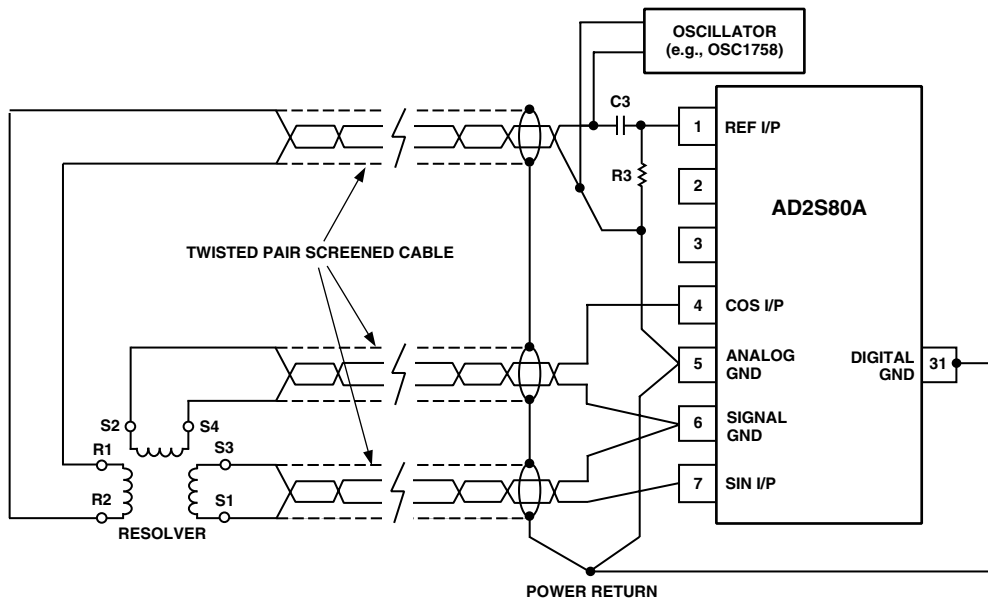 OSCILLATOR
(e.g., OSC1758)
C3
1
REF I/P
R3
2
AD2S80A
3
TWISTED PAIR SCREENED CABLE
4
COS I/P
5
ANALOG
GND
DIGITAL
GND
31
S2
S4
6
SIGNAL
GND
R1
S3
7
SIN I/P
R2
S1
RESOLVER
POWER RETURN